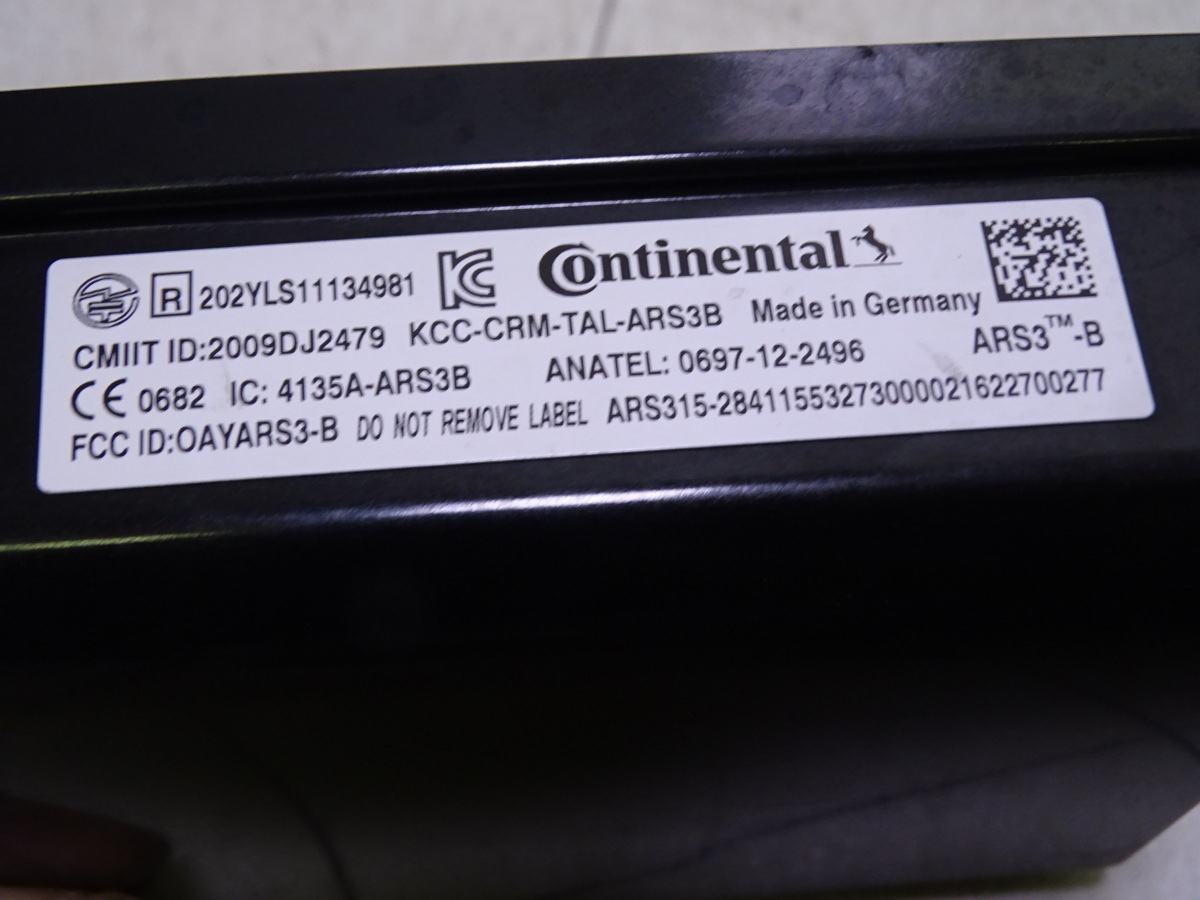 R 202YLS11134981 Continental
CMIIT ID:2009DJ2479 KCC-CRM-TAL-ARS3B Made in Germany
CE 0682 IC: 4135A-ARS3B ANATEL: 0697-12-2496 ARS3™-B
FCC ID:OAYARS3-B DO NOT REMOVE LABEL ARS315-28411553273000021622700277